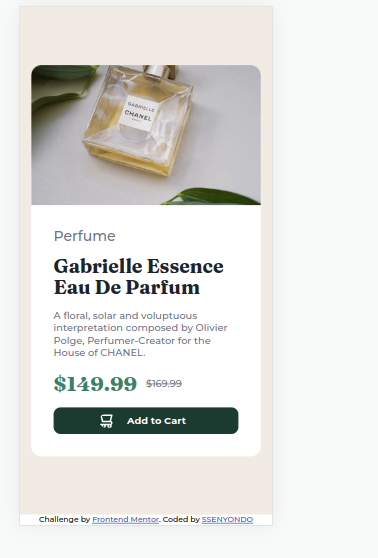 GABRIELLE
CHANEL
PARIS
Perfume
Gabrielle Essence
Eau De Parfum
A floral, solar and voluptuous
interpretation composed by Olivier
Polge, Perfumer-Creator for the
House of CHANEL.
$149.99 $169.99
Add to Cart
Challenge by Frontend Mentor. Coded by SSENYONDO